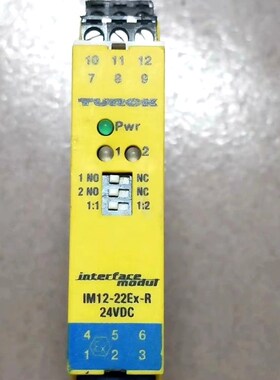 10 11 12
7 8 9
TURCK
Pwr
1 2
1 NO NC
2 NO NC
1:1 1:2
interface
modul
IM12-22Ex-R
24VDC
4 5 6
Ex
1 2 3